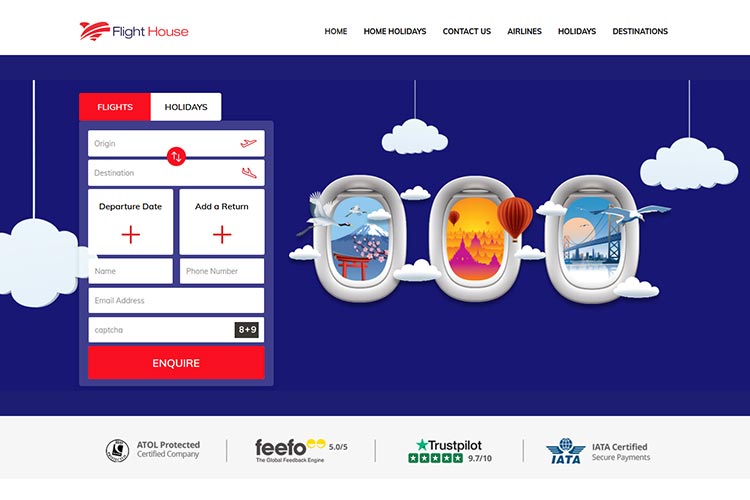 Flight House
HOME HOME HOLIDAYS CONTACT US AIRLINES HOLIDAYS DESTINATIONS
FLIGHTS HOLIDAYS
Origin
Destination
Departure Date Add a Return
Name Phone Number
Email Address
captcha 8+9
ENQUIRE
ATOL Protected
Certified Company
feefo 5.0/5
The Global Feedback Engine
Trustpilot
9.7/10
IATA
IATA Certified
Secure Payments